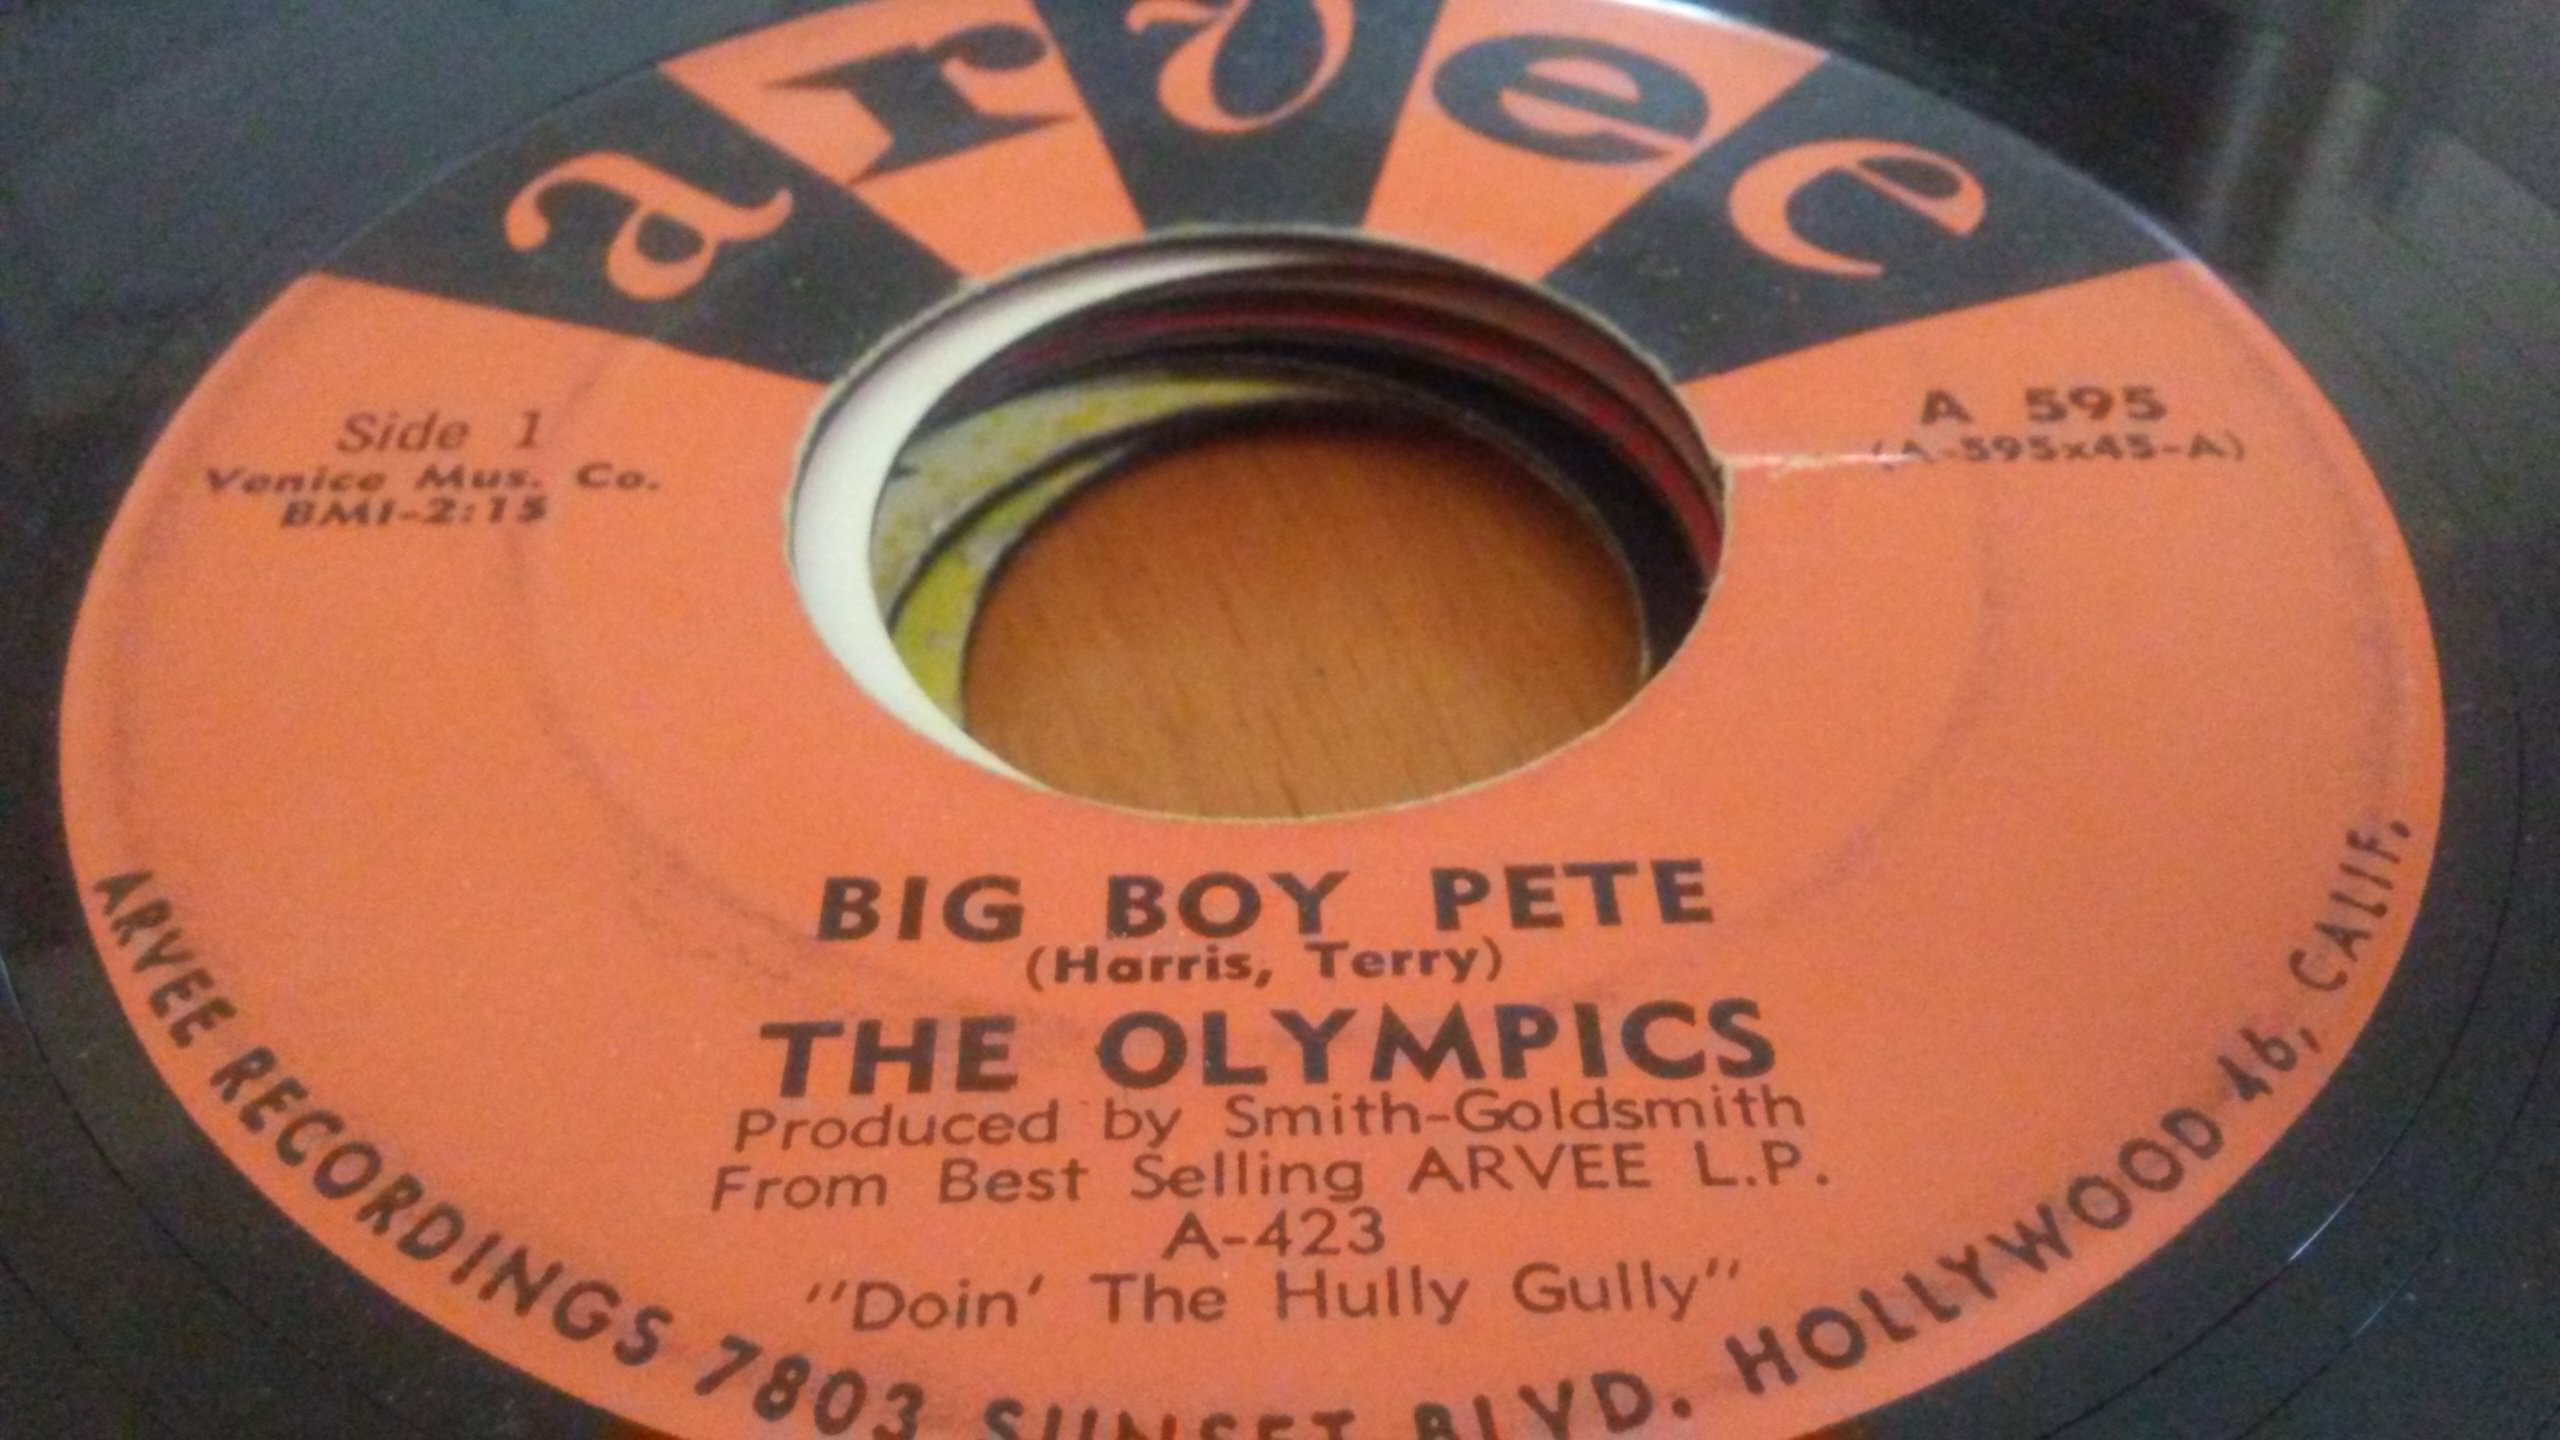 arvee
Side 1
Venice Mus. Co.
BMI-2:15
A 595
(A-595x45-A)
BIG BOY PETE
(Harris, Terry)
THE OLYMPICS
Produced by Smith-Goldsmith
From Best Selling ARVEE L.P.
A-423
"Doin' The Hully Gully"
ARVEE RECORDINGS 7803 SUNSET BLVD. HOLLYWOOD 46, CALIF.